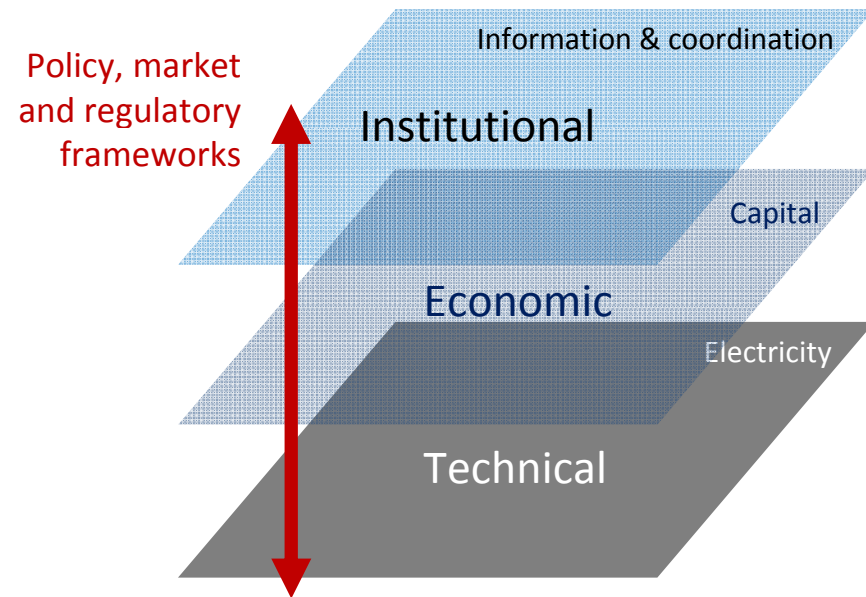 Information & coordination
Policy, market
and regulatory
frameworks
Institutional
Capital
Economic
Electricity
Technical